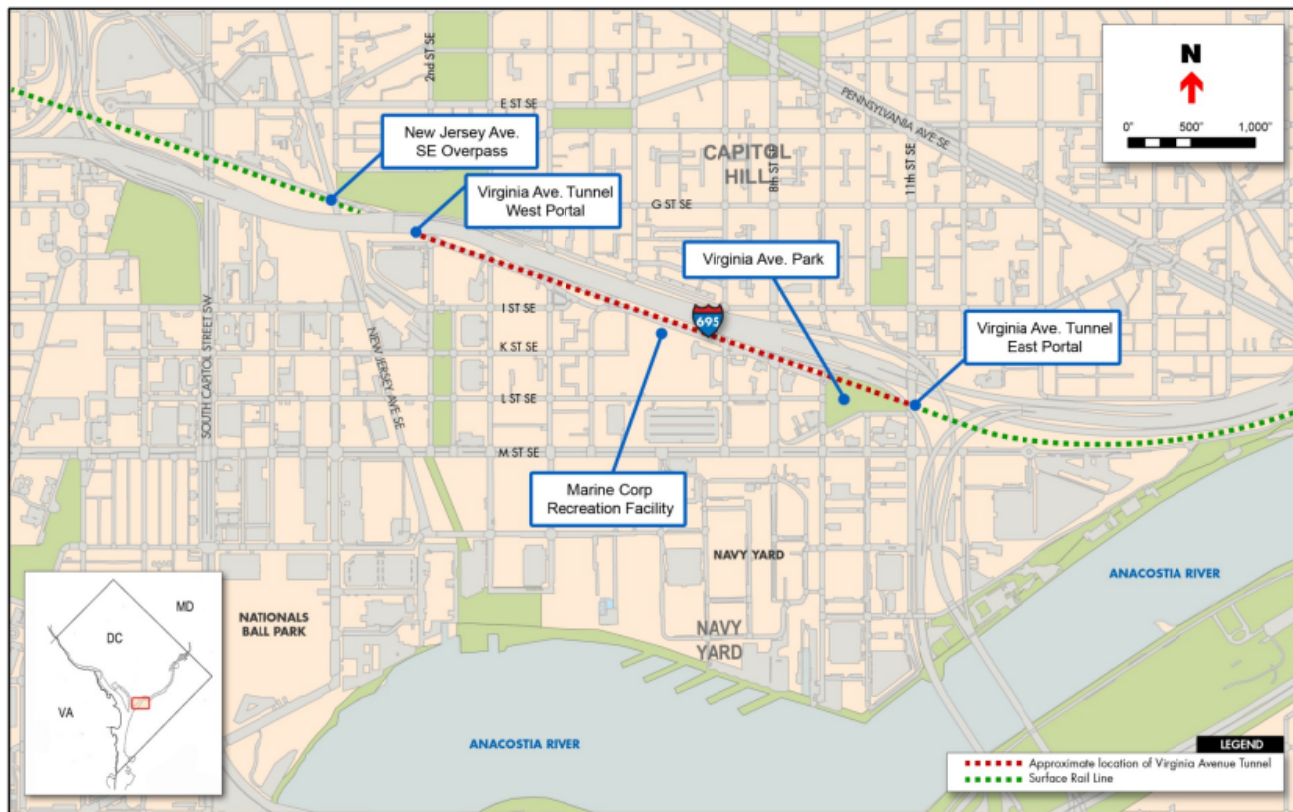 2nd ST SE
E ST SE
PENNSYLVANIA AVE SE
N
0" 500" 1,000"
New Jersey Ave.
SE Overpass
CAPITOL
HILL
8th ST SE
11th ST SE
Virginia Ave. Tunnel
West Portal
G ST SE
Virginia Ave. Park
I ST SE
695
Virginia Ave. Tunnel
East Portal
SOUTH CAPITOL STREET SW
NEW JERSEY AVE SE
K ST SE
L ST SE
M ST SE
Marine Corp
Recreation Facility
NAVY YARD
ANACOSTIA RIVER
MD
DC
VA
NATIONALS
BALL PARK
NAVY
YARD
ANACOSTIA RIVER
LEGEND
Approximate location of Virginia Avenue Tunnel
Surface Rail Line